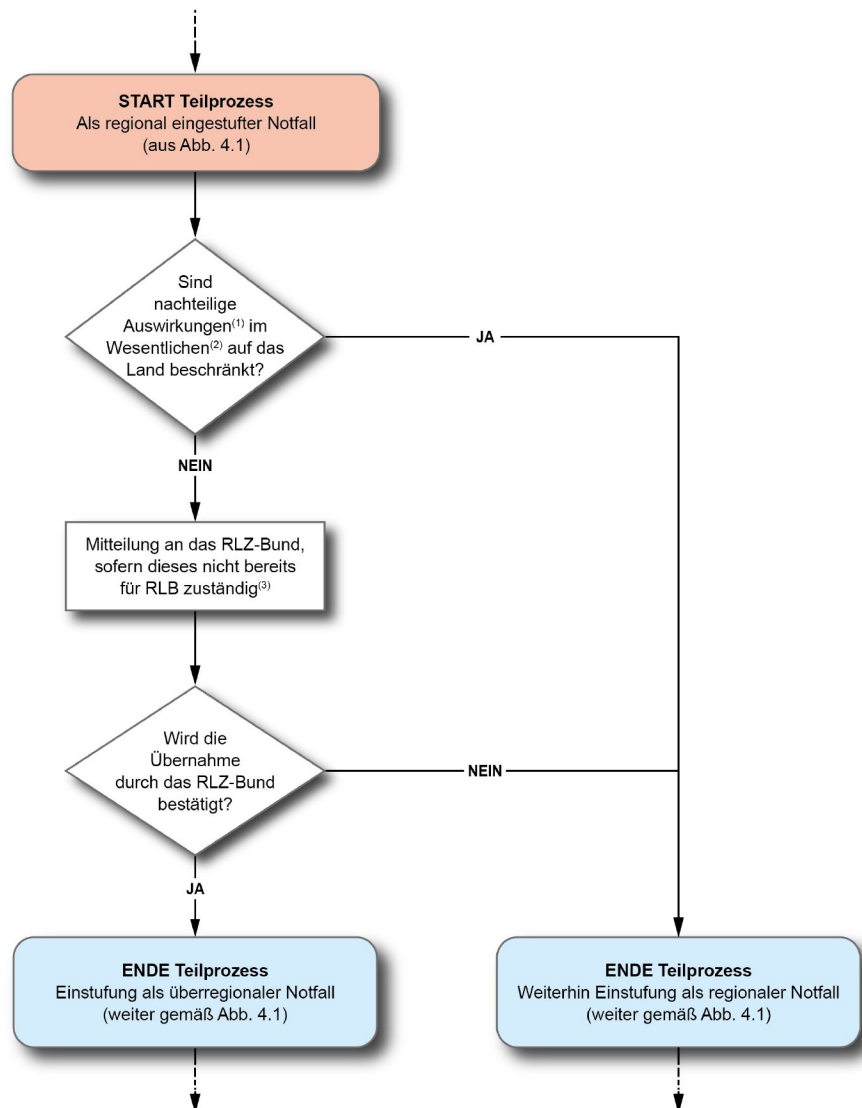 START Teilprozess
Als regional eingestufter Notfall
(aus Abb. 4.1)
Sind
nachteilige
Auswirkungen⁽¹⁾ im
Wesentlichen⁽²⁾ auf das
Land beschränkt?
JA
NEIN
Mitteilung an das RLZ-Bund,
sofern dieses nicht bereits
für RLB zuständig⁽³⁾
Wird die
Übernahme
durch das RLZ-Bund
bestätigt?
NEIN
JA
ENDE Teilprozess
Einstufung als überregionaler Notfall
(weiter gemäß Abb. 4.1)
ENDE Teilprozess
Weiterhin Einstufung als regionaler Notfall
(weiter gemäß Abb. 4.1)